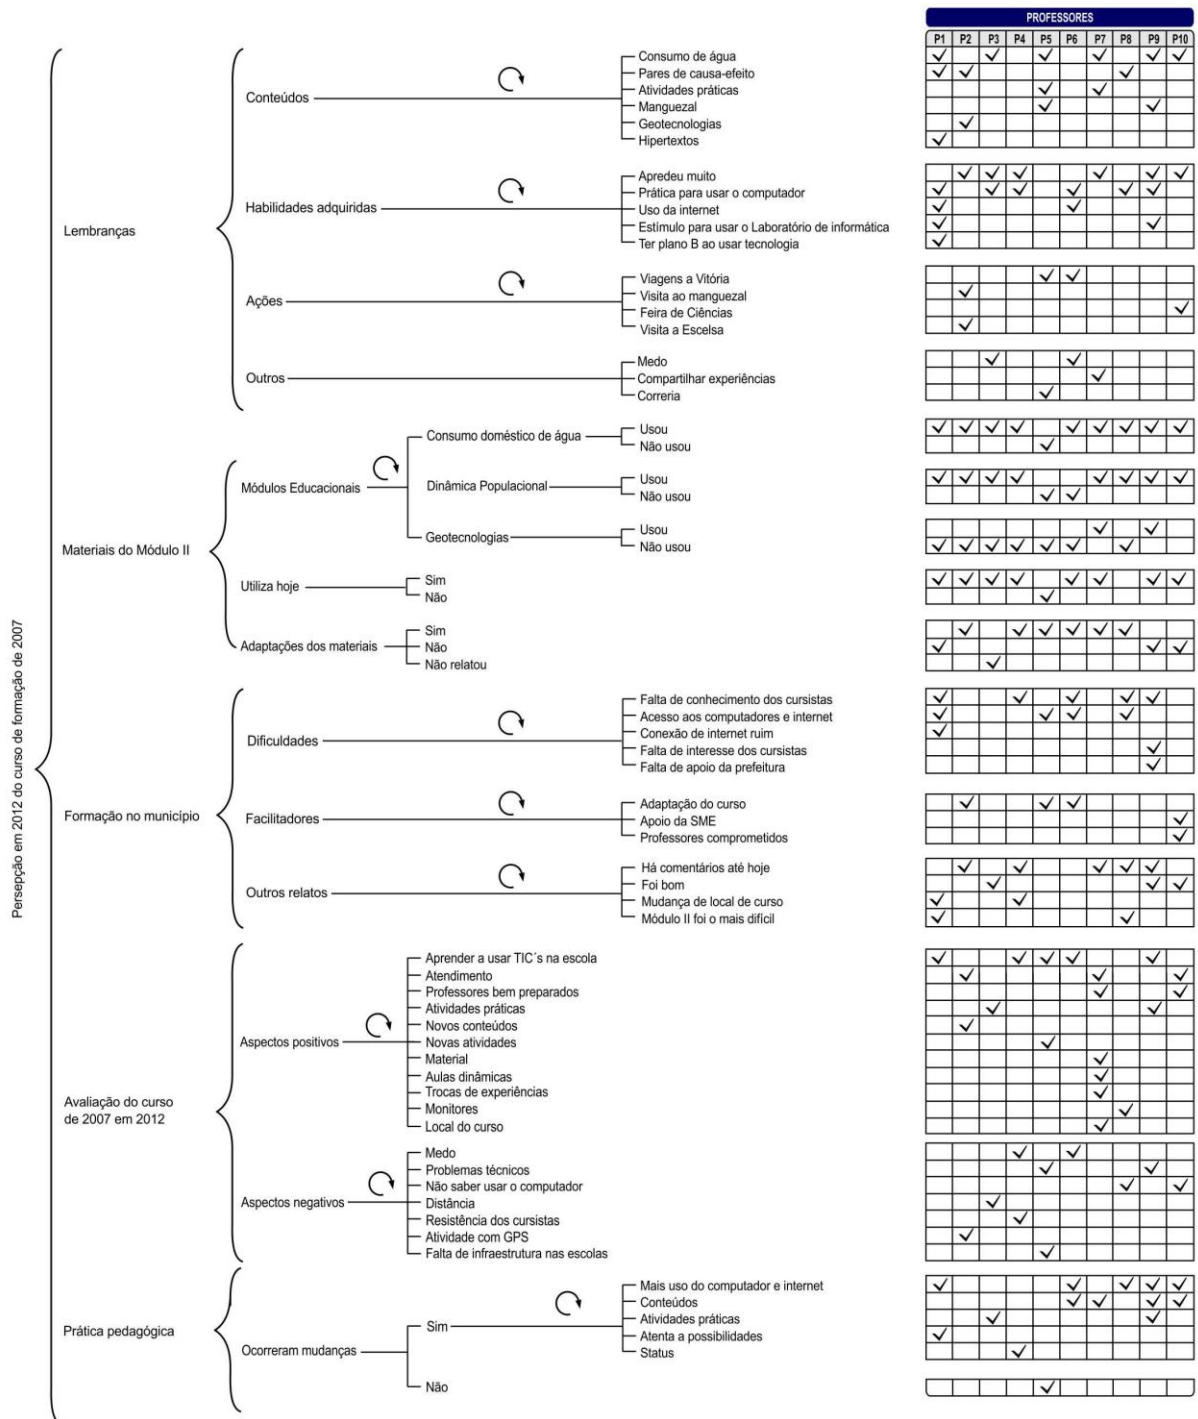 PROFESSORES
P1 P2 P3 P4 P5 P6 P7 P8 P9 P10
Persepção em 2012 do curso de formação de 2007
Lembranças
Conteúdos
Consumo de água
Pares de causa-efeito
Atividades práticas
Manguezal
Geotecnologias
Hipertextos
Habilidades adquiridas
Apredeu muito
Prática para usar o computador
Uso da internet
Estímulo para usar o Laboratório de informática
Ter plano B ao usar tecnologia
Ações
Viagens a Vitória
Visita ao manguezal
Feira de Ciências
Visita a Escelsa
Outros
Medo
Compartilhar experiências
Correria
Materiais do Módulo II
Módulos Educacionais
Consumo doméstico de água
Usou
Não usou
Dinâmica Populacional
Usou
Não usou
Geotecnologias
Usou
Não usou
Utiliza hoje
Sim
Não
Adaptações dos materiais
Sim
Não
Não relatou
Formação no município
Dificuldades
Falta de conhecimento dos cursistas
Acesso aos computadores e internet
Conexão de internet ruim
Falta de interesse dos cursistas
Falta de apoio da prefeitura
Facilitadores
Adaptação do curso
Apoio da SME
Professores comprometidos
Outros relatos
Há comentários até hoje
Foi bom
Mudança de local de curso
Módulo II foi o mais difícil
Avaliação do curso
de 2007 em 2012
Aspectos positivos
Aprender a usar TIC´s na escola
Atendimento
Professores bem preparados
Atividades práticas
Novos conteúdos
Novas atividades
Material
Aulas dinâmicas
Trocas de experiências
Monitores
Local do curso
Aspectos negativos
Medo
Problemas técnicos
Não saber usar o computador
Distância
Resistência dos cursistas
Atividade com GPS
Falta de infraestrutura nas escolas
Prática pedagógica
Ocorreram mudanças
Sim
Mais uso do computador e internet
Conteúdos
Atividades práticas
Atenta a possibilidades
Status
Não